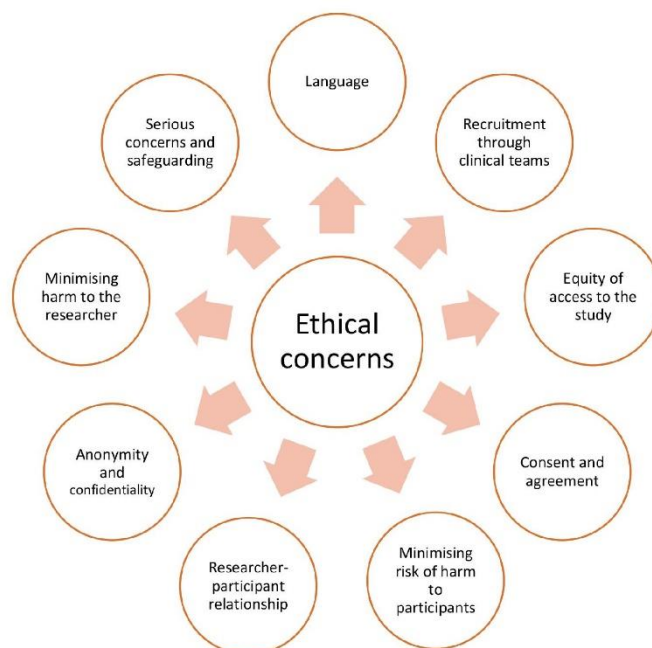 Language
Recruitment
through
clinical teams
Equity of
access to the
study
Consent and
agreement
Minimising
risk of harm
to
participants
Researcher-
participant
relationship
Anonymity
and
confidentiality
Minimising
harm to the
researcher
Serious
concerns and
safeguarding
Ethical
concerns